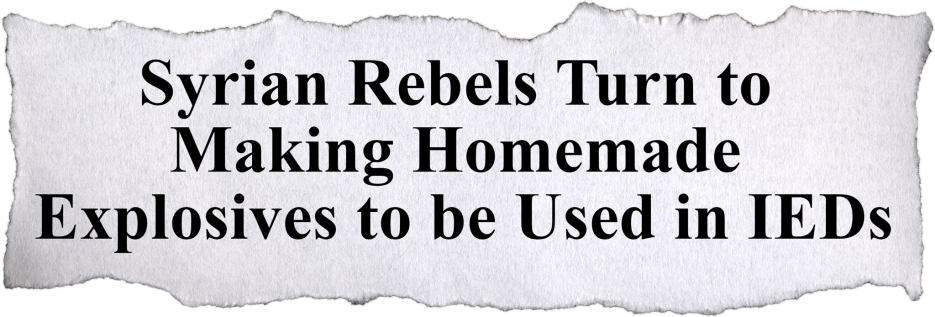 Syrian Rebels Turn to
Making Homemade
Explosives to be Used in IEDs